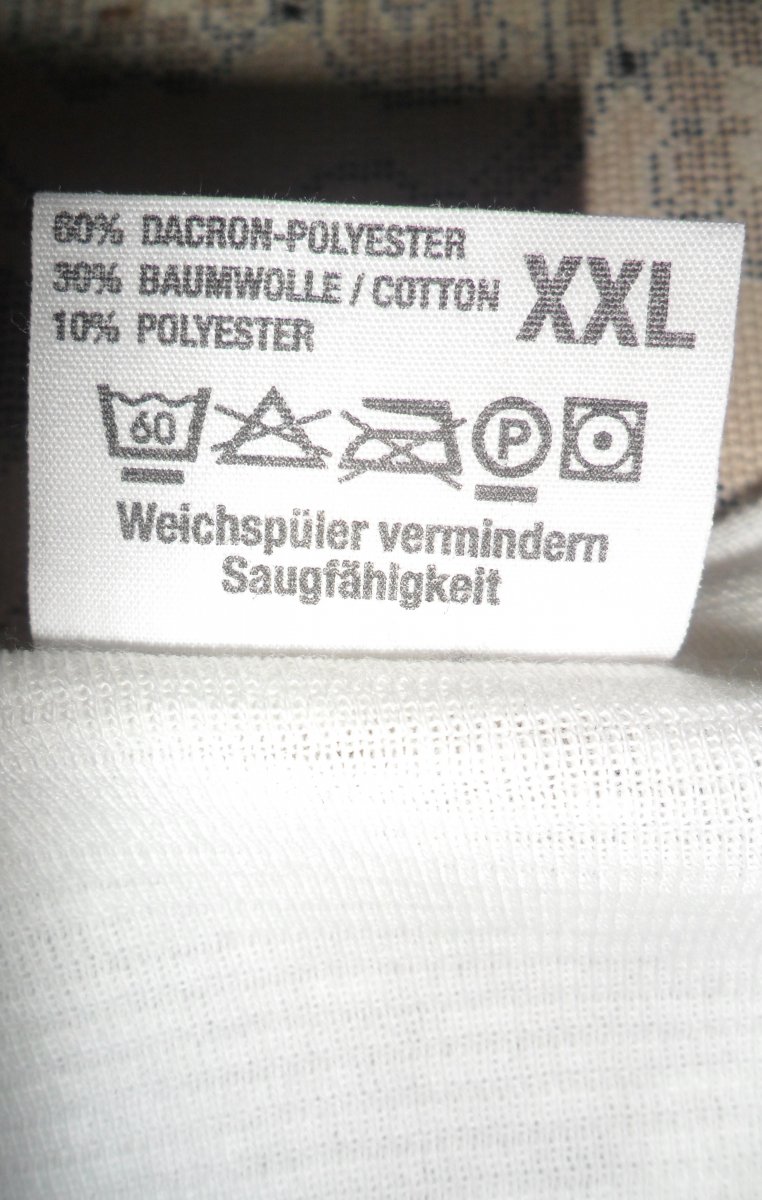 60% DACRON-POLYESTER
30% BAUMWOLLE / COTTON
10% POLYESTER
XXL
60
P
Weichspüler vermindern
Saugfähigkeit